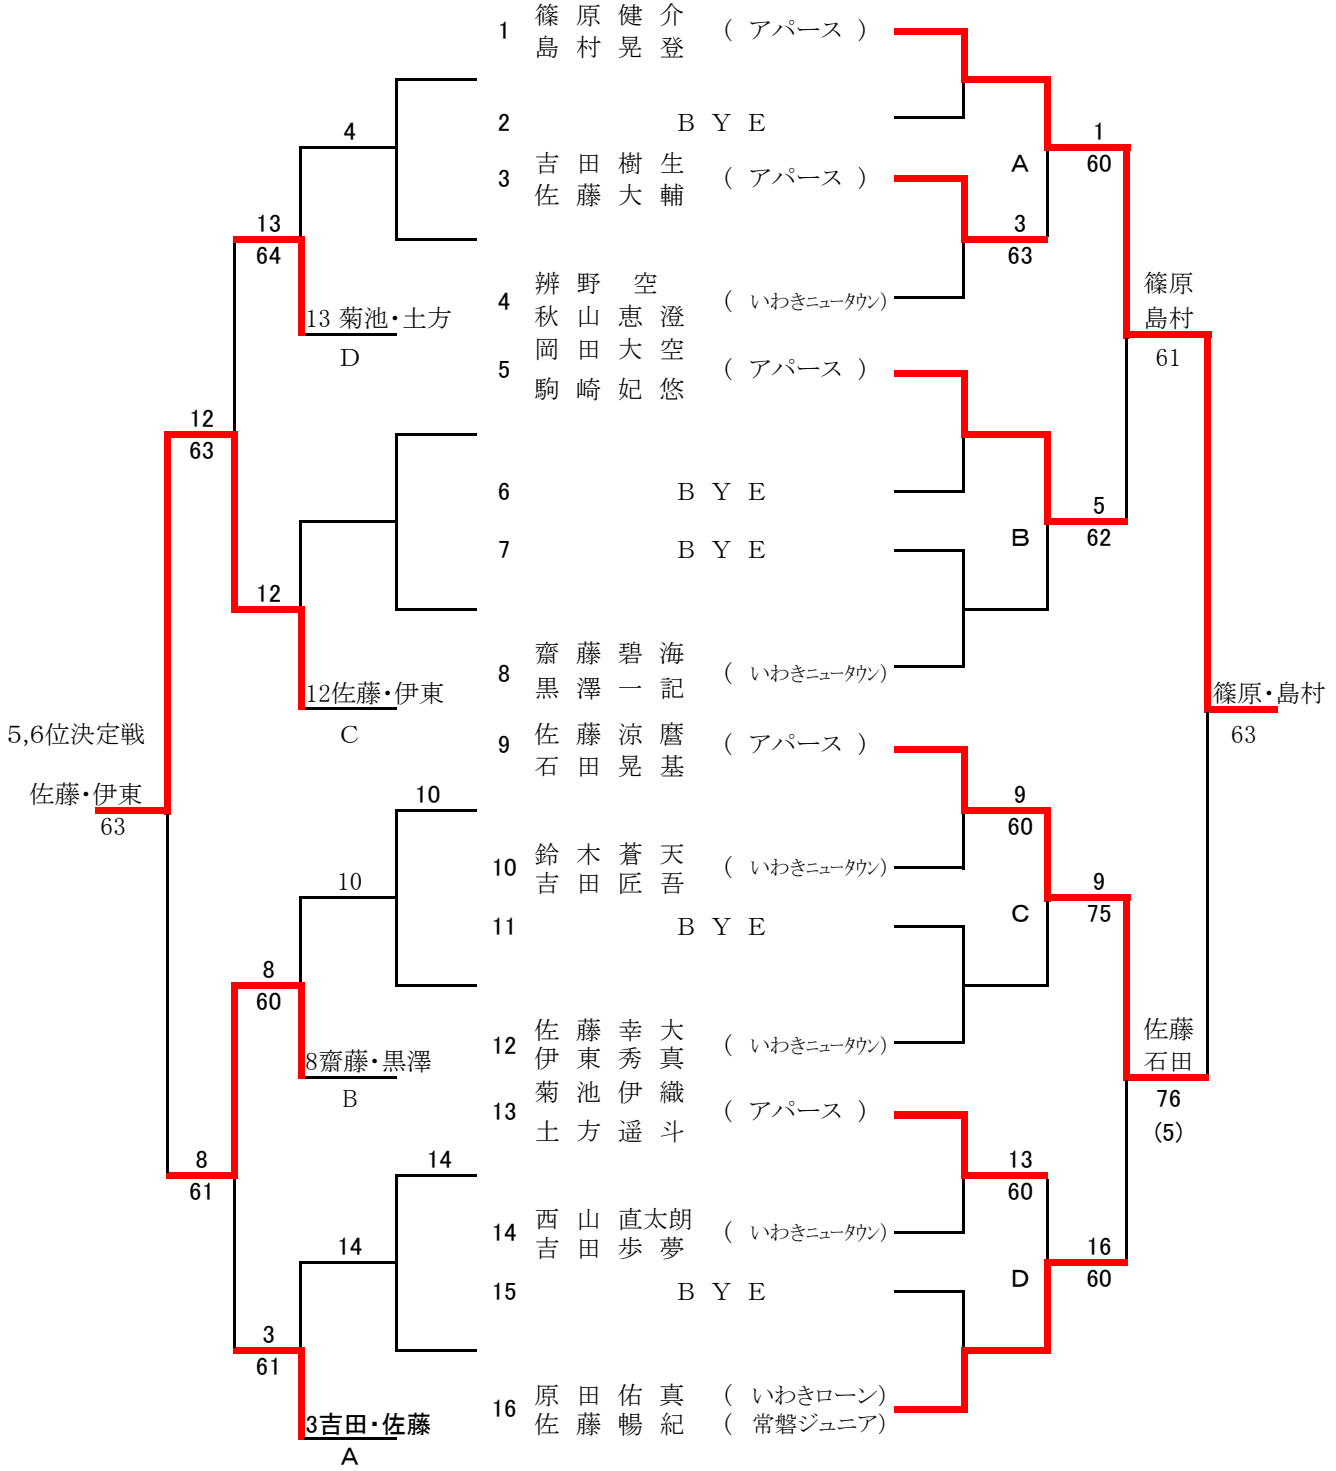 1 篠原健介 ( アパース )
島村晃登
2 BYE
3 吉田樹生 ( アパース )
佐藤大輔
4 辨野 空 ( いわきニュータウン)
秋山恵澄
5 岡田大空 ( アパース )
駒崎妃悠
6 BYE
7 BYE
8 齋藤碧海 ( いわきニュータウン)
黒澤一記
9 佐藤涼麿 ( アパース )
石田晃基
10 鈴木蒼天 ( いわきニュータウン)
吉田匠吾
11 BYE
12 佐藤幸大 ( いわきニュータウン)
伊東秀真
13 菊池伊織 ( アパース )
土方遥斗
14 西山直太朗 ( いわきニュータウン)
吉田歩夢
15 BYE
16 原田佑真 ( いわきローン)
佐藤暢紀 ( 常磐ジュニア)
A
1
60
3
63
B
5
62
9
60
C
9
75
13
60
D
16
60
篠原
島村
61
佐藤
石田
76
(5)
篠原・島村
63
4
13
64
13 菊池・土方
D
12
63
12
12佐藤・伊東
C
5,6位決定戦
佐藤・伊東
63
10
10
8
60
8齋藤・黒澤
B
8
61
14
14
3
61
3吉田・佐藤
A